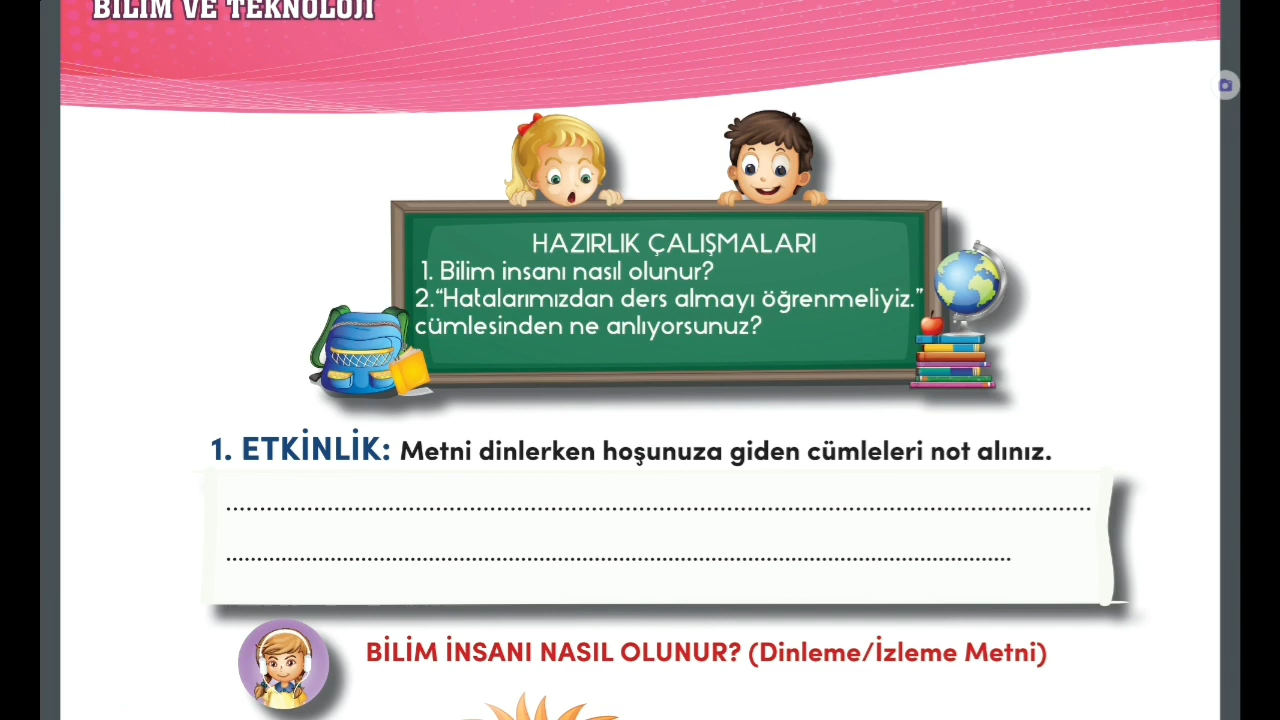 BİLİM VE TEKNOLOJİ
HAZIRLIK ÇALIŞMALARI
1. Bilim insanı nasıl olunur?
2.“Hatalarımızdan ders almayı öğrenmeliyiz.”
cümlesinden ne anlıyorsunuz?
1. ETKİNLİK: Metni dinlerken hoşunuza giden cümleleri not alınız.
BİLİM İNSANI NASIL OLUNUR? (Dinleme/İzleme Metni)